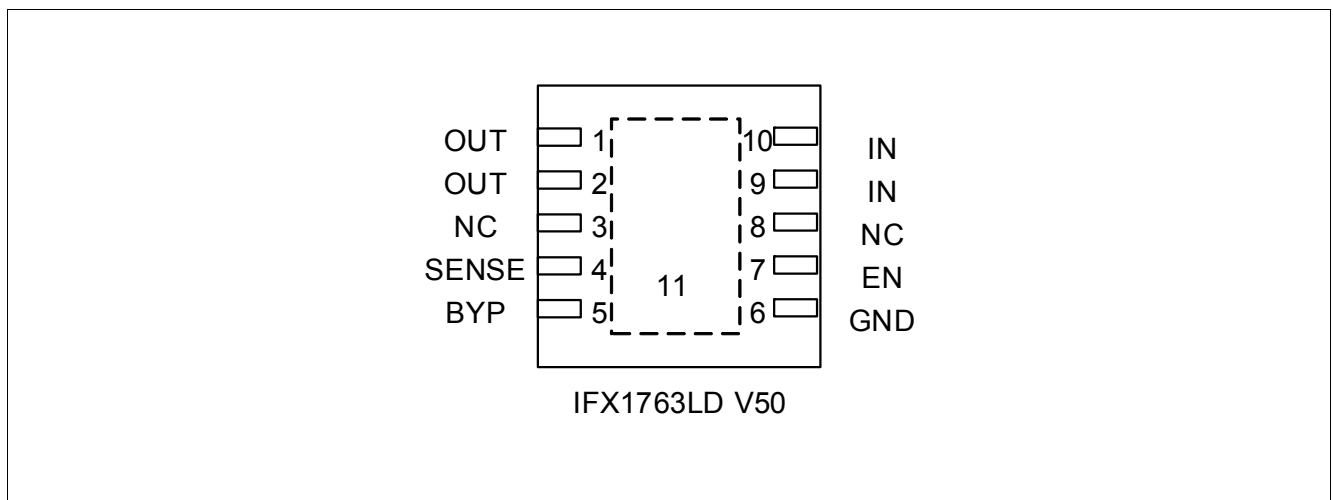 OUT 1 10 IN
OUT 2 9 IN
NC 3 8 NC
SENSE 4 7 EN
11
BYP 5 6 GND
IFX1763LD V50